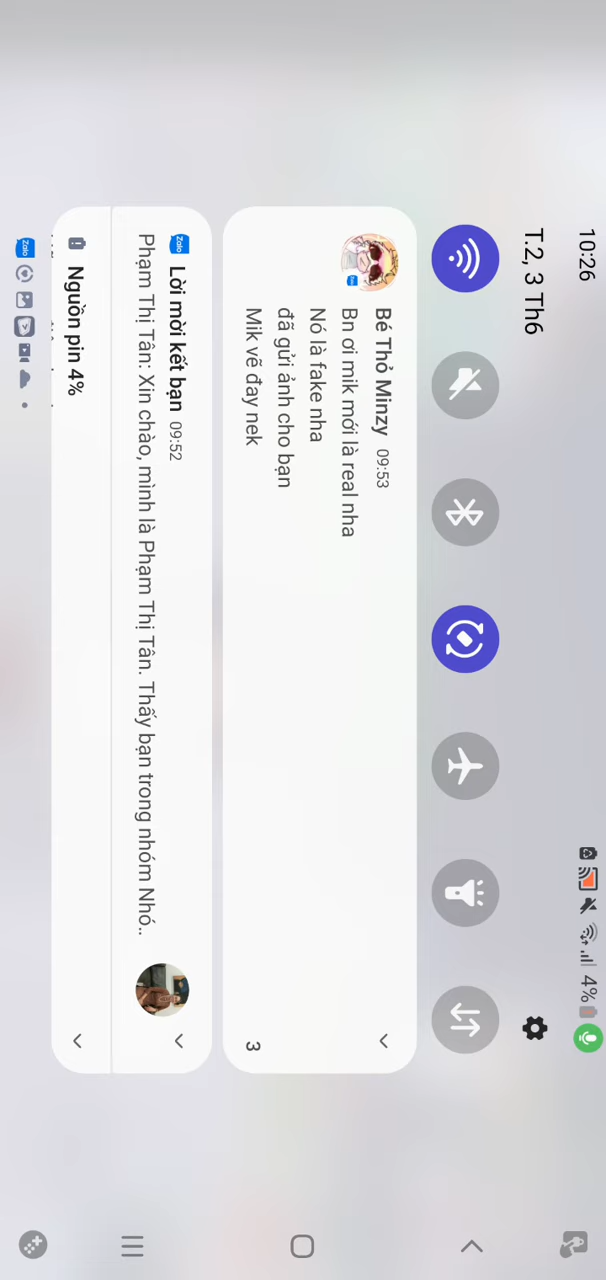 10:26
4%
T.2, 3 Th6
Bé Thỏ Minzy 09:53
Bn ơi mik mới là real nha
Nó là fake nha
đã gửi ảnh cho bạn
Mik vẽ đay nek
3
Zalo Lời mời kết bạn 09:52
Phạm Thị Tân: Xin chào, mình là Phạm Thị Tân. Thấy bạn trong nhóm Nhó..
Nguồn pin 4%
Zalo